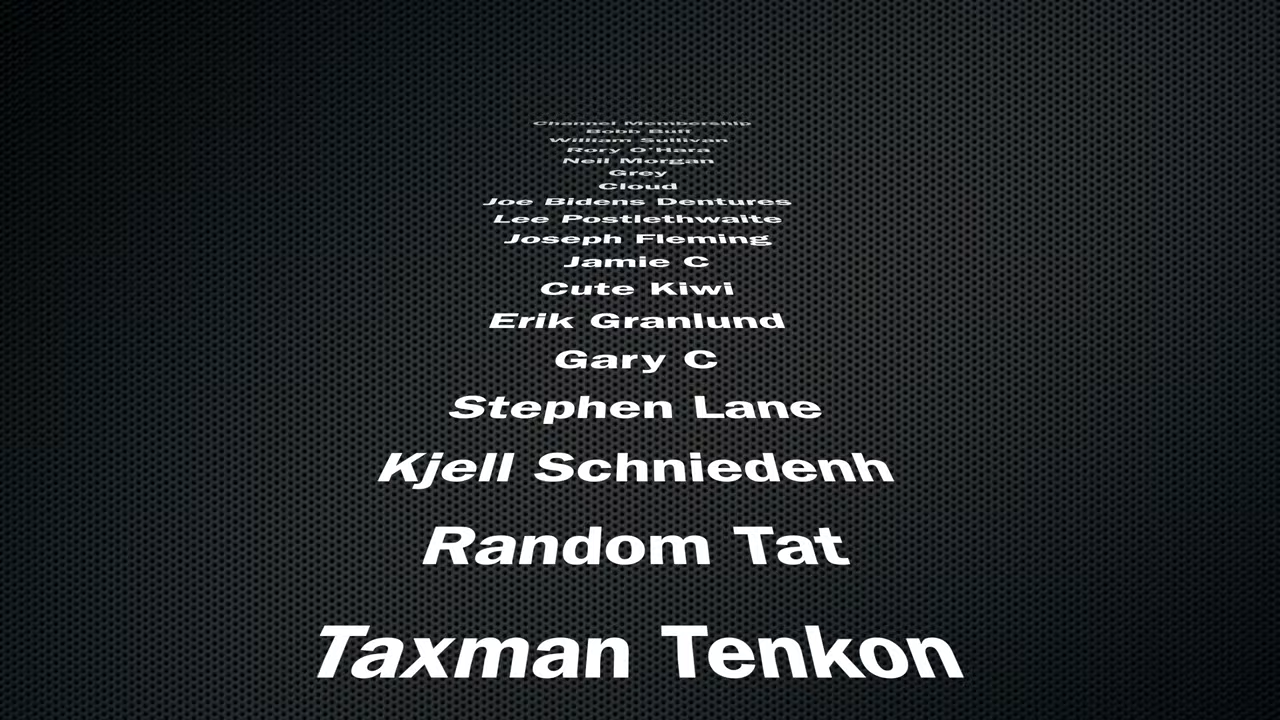 Channel Membership
Bobb Buff
William Sullivan
Rory O'Hara
Neil Morgan
Grey
Cloud
Joe Bidens Dentures
Lee Postlethwaite
Joseph Fleming
Jamie C
Cute Kiwi
Erik Granlund
Gary C
Stephen Lane
Kjell Schniedenh
Random Tat
Taxman Tenkon